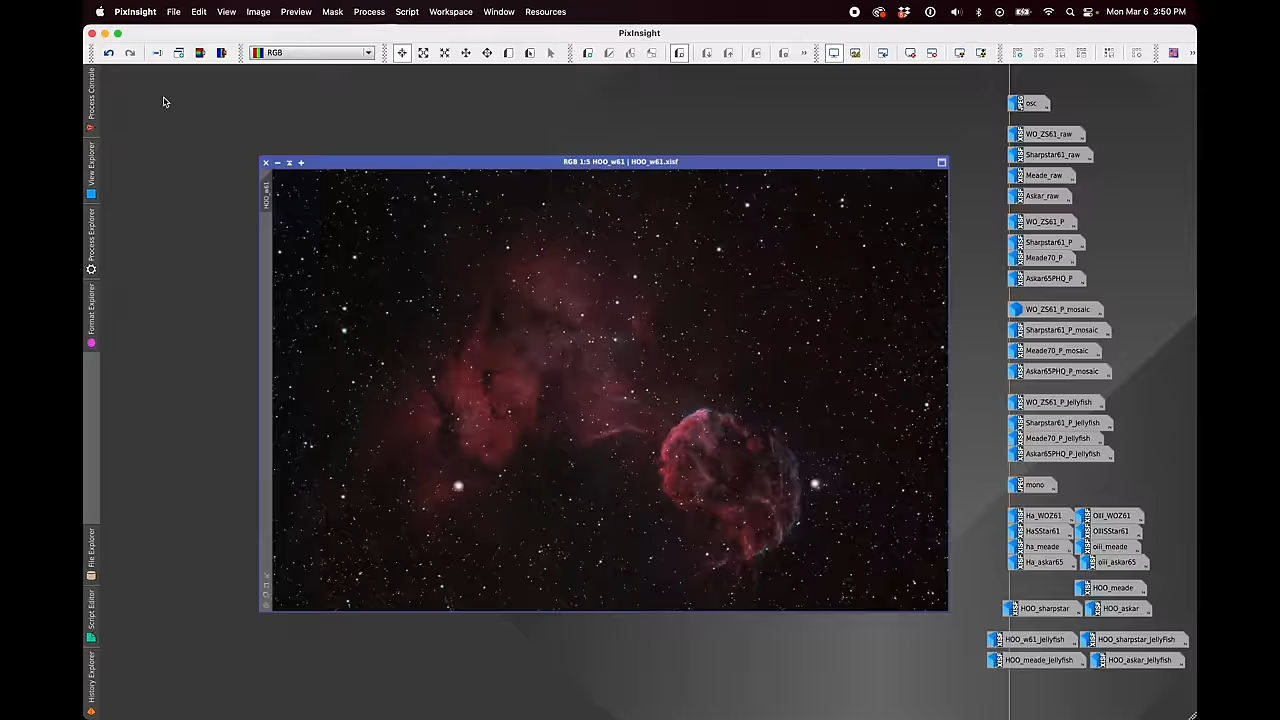 PixInsight File Edit View Image Preview Mask Process Script Workspace Window Resources Mon Mar 6 3:50 PM
PixInsight
RGB
Process Console
View Explorer
Process Explorer
Format Explorer
File Explorer
Script Editor
History Explorer
RGB 1:5 HOO_w61 | HOO_w61.xisf
HOO_w61
osc
WO_ZS61_raw
Sharpstar61_raw
Meade_raw
Askar_raw
WO_ZS61_P
Sharpstar61_P
Meade70_P
Askar65PHQ_P
WO_ZS61_P_mosaic
Sharpstar61_P_mosaic
Meade70_P_mosaic
Askar65PHQ_P_mosaic
WO_ZS61_P_Jellyfish
Sharpstar61_P_Jellyfish
Meade70_P_Jellyfish
Askar65PHQ_P_Jellyfish
mono
Ha_WOZ61 OIII_WOZ61
HaSStar61 OIIISStar61
ha_meade oiii_meade
Ha_askar65 oiii_askar65
HOO_meade
HOO_sharpstar HOO_askar
HOO_w61_Jellyfish HOO_sharpstar_JellyFish
HOO_meade_Jellyfish HOO_askar_Jellyfish